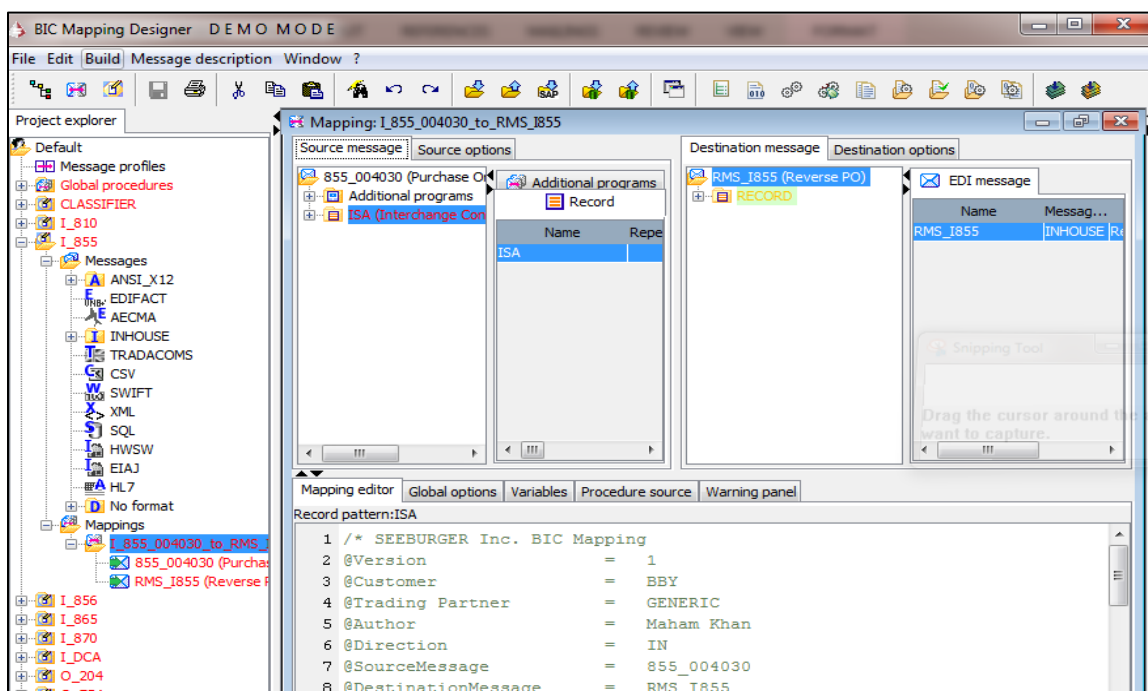 BIC Mapping Designer D E M O M O D E
File Edit Build Message description Window ?
Project explorer
Default
Message profiles
Global procedures
CLASSIFIER
I_810
I_855
Messages
ANSI_X12
EDIFACT
AECMA
INHOUSE
TRADACOMS
CSV
SWIFT
XML
SQL
HWSW
EIAJ
HL7
No format
Mappings
I_855_004030_to_RMS_I
855_004030 (Purcha
RMS_I855 (Reverse P
I_856
I_865
I_870
I_DCA
O_204
Mapping: I_855_004030_to_RMS_I855
Source message Source options
855_004030 (Purchase O
Additional programs
ISA (Interchange Con
Additional programs
Record
Name Repe
ISA
Destination message Destination options
RMS_I855 (Reverse PO)
RECORD
EDI message
Name Messag...
RMS_I855 INHOUSE Re
Snipping Tool
Drag the cursor around the
want to capture.
Mapping editor Global options Variables Procedure source Warning panel
Record pattern:ISA
1 /* SEEBURGER Inc. BIC Mapping
2 @Version = 1
3 @Customer = BBY
4 @Trading Partner = GENERIC
5 @Author = Maham Khan
6 @Direction = IN
7 @SourceMessage = 855_004030
8 @DestinationMessage = RMS_I855